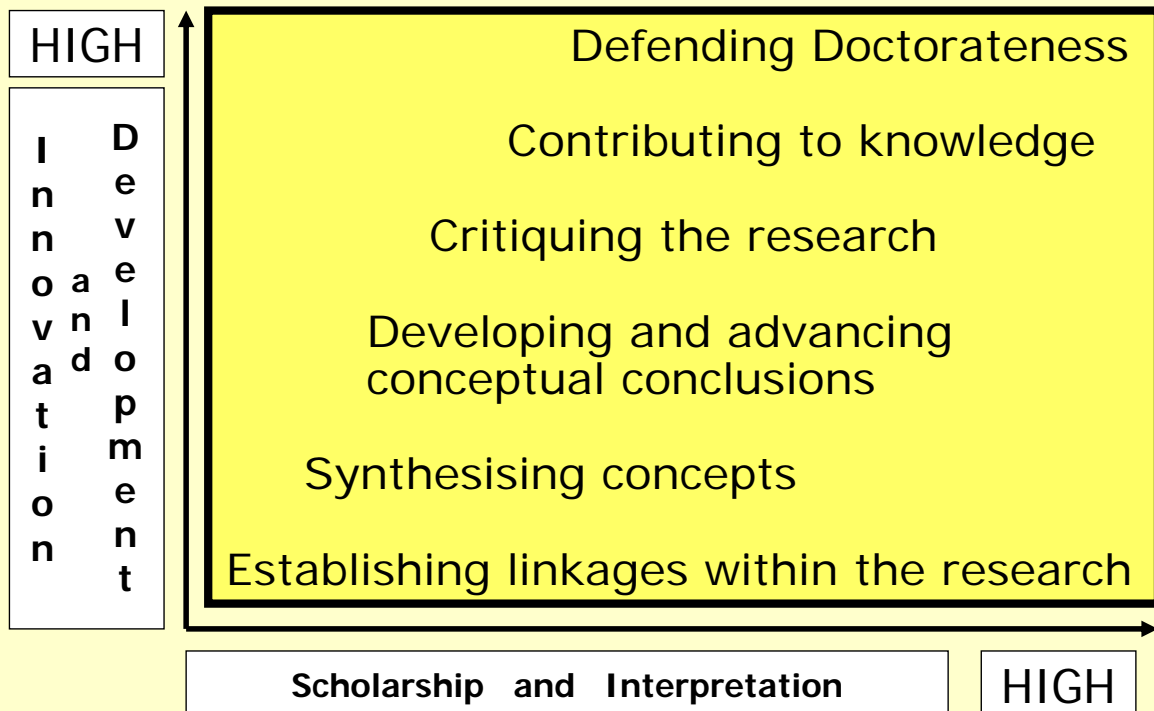 HIGH
Innovation
and
Development
Defending Doctorateness
Contributing to knowledge
Critiquing the research
Developing and advancing
conceptual conclusions
Synthesising concepts
Establishing linkages within the research
Scholarship and Interpretation
HIGH